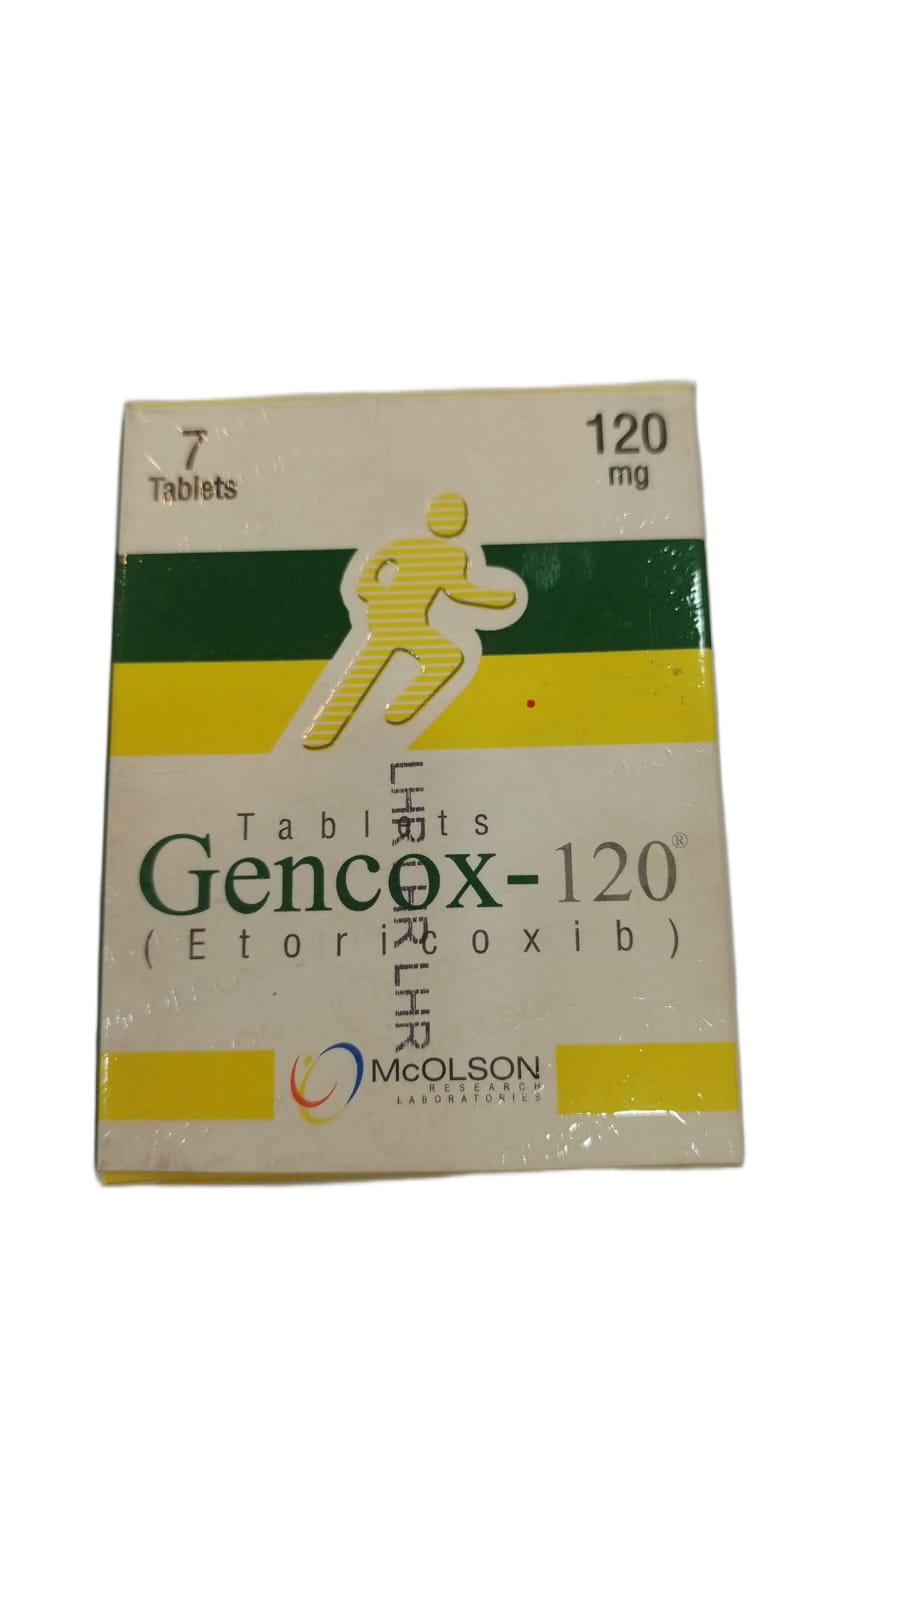 7
Tablets
120
mg
Tablets
Gencox-120®
(Etoricoxib)
LHR LHR LHR
McOLSON
RESEARCH
LABORATORIES